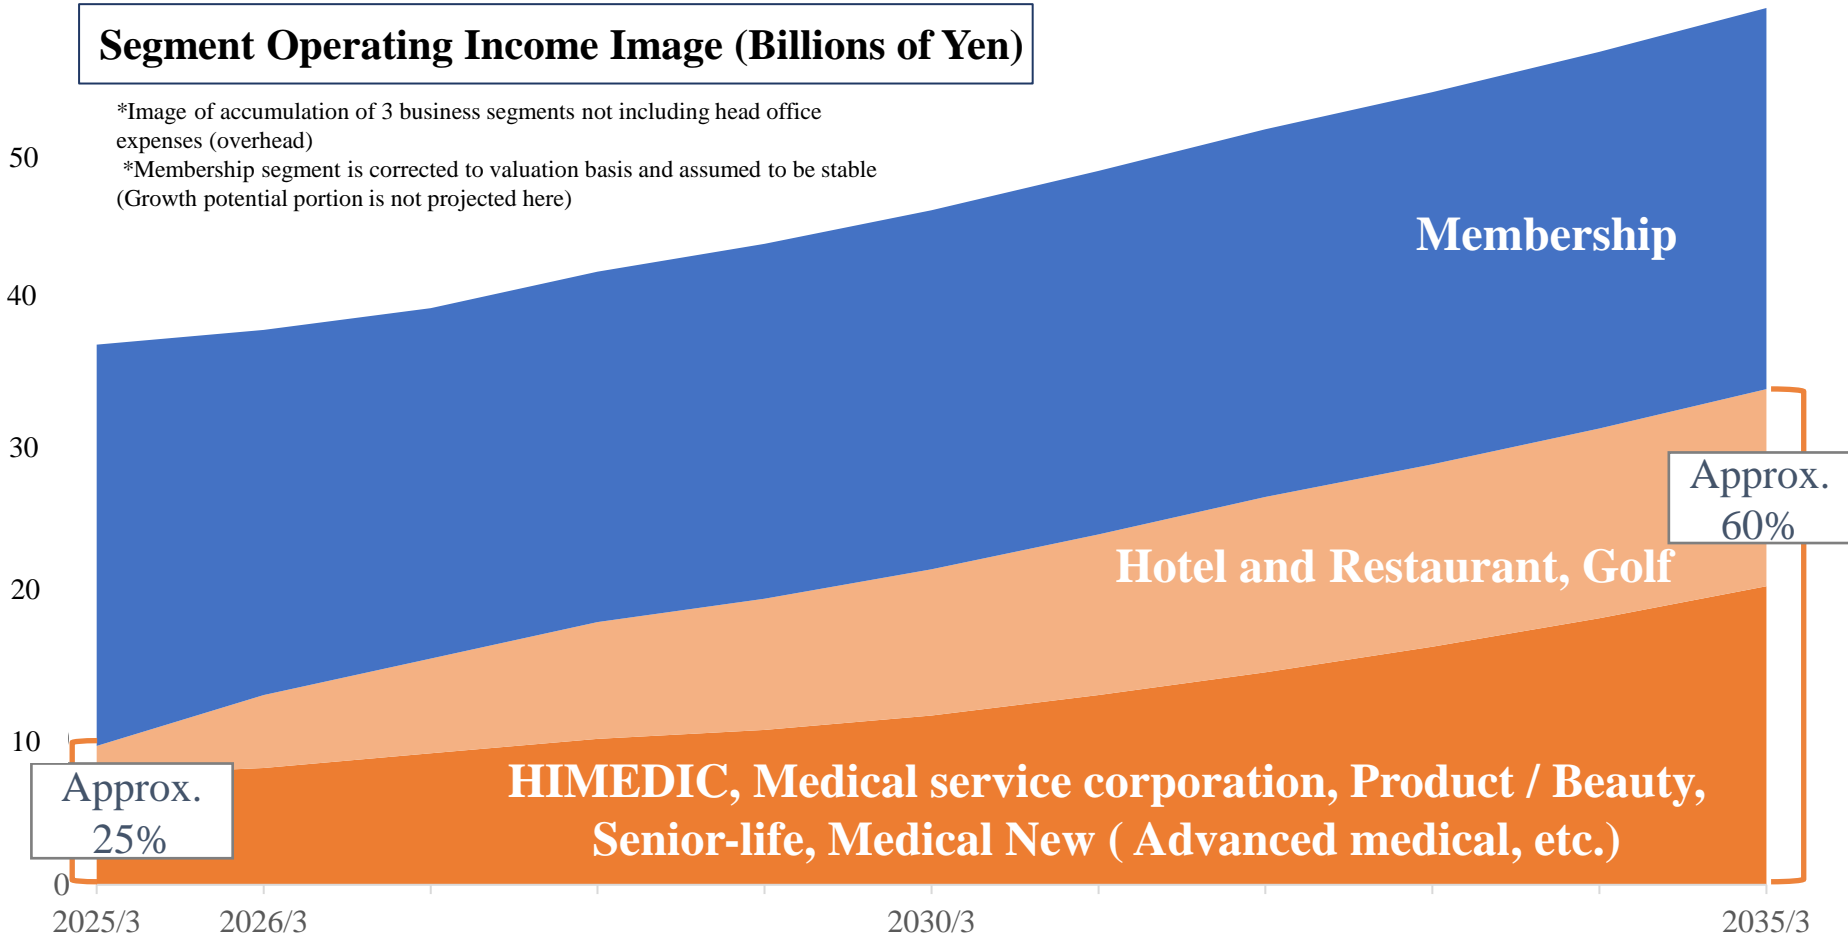 Segment Operating Income Image (Billions of Yen)
*Image of accumulation of 3 business segments not including head office
expenses (overhead)
*Membership segment is corrected to valuation basis and assumed to be stable
(Growth potential portion is not projected here)
50
40
30
20
10
0
Membership
Hotel and Restaurant, Golf
HIMEDIC, Medical service corporation, Product / Beauty,
Senior-life, Medical New ( Advanced medical, etc.)
Approx.
25%
Approx.
60%
2025/3
2026/3
2030/3
2035/3